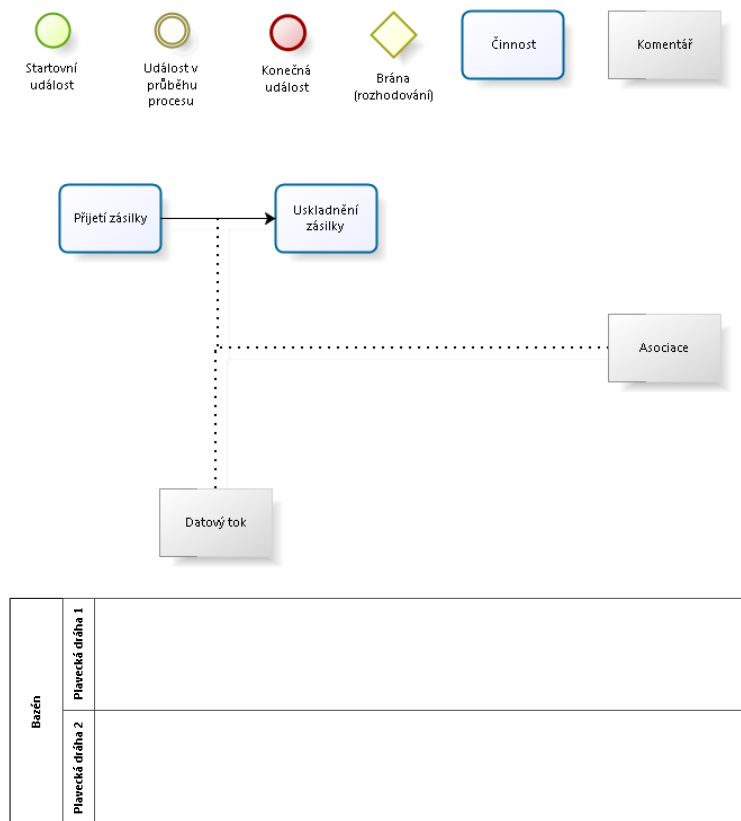 Startovní
událost
Událost v
průběhu
procesu
Konečná
událost
Brána
(rozhodování)
Činnost
Komentář
Přijetí zásilky
Uskladnění
zásilky
Asociace
Datový tok
Bazén
Plavecká dráha 1
Plavecká dráha 2